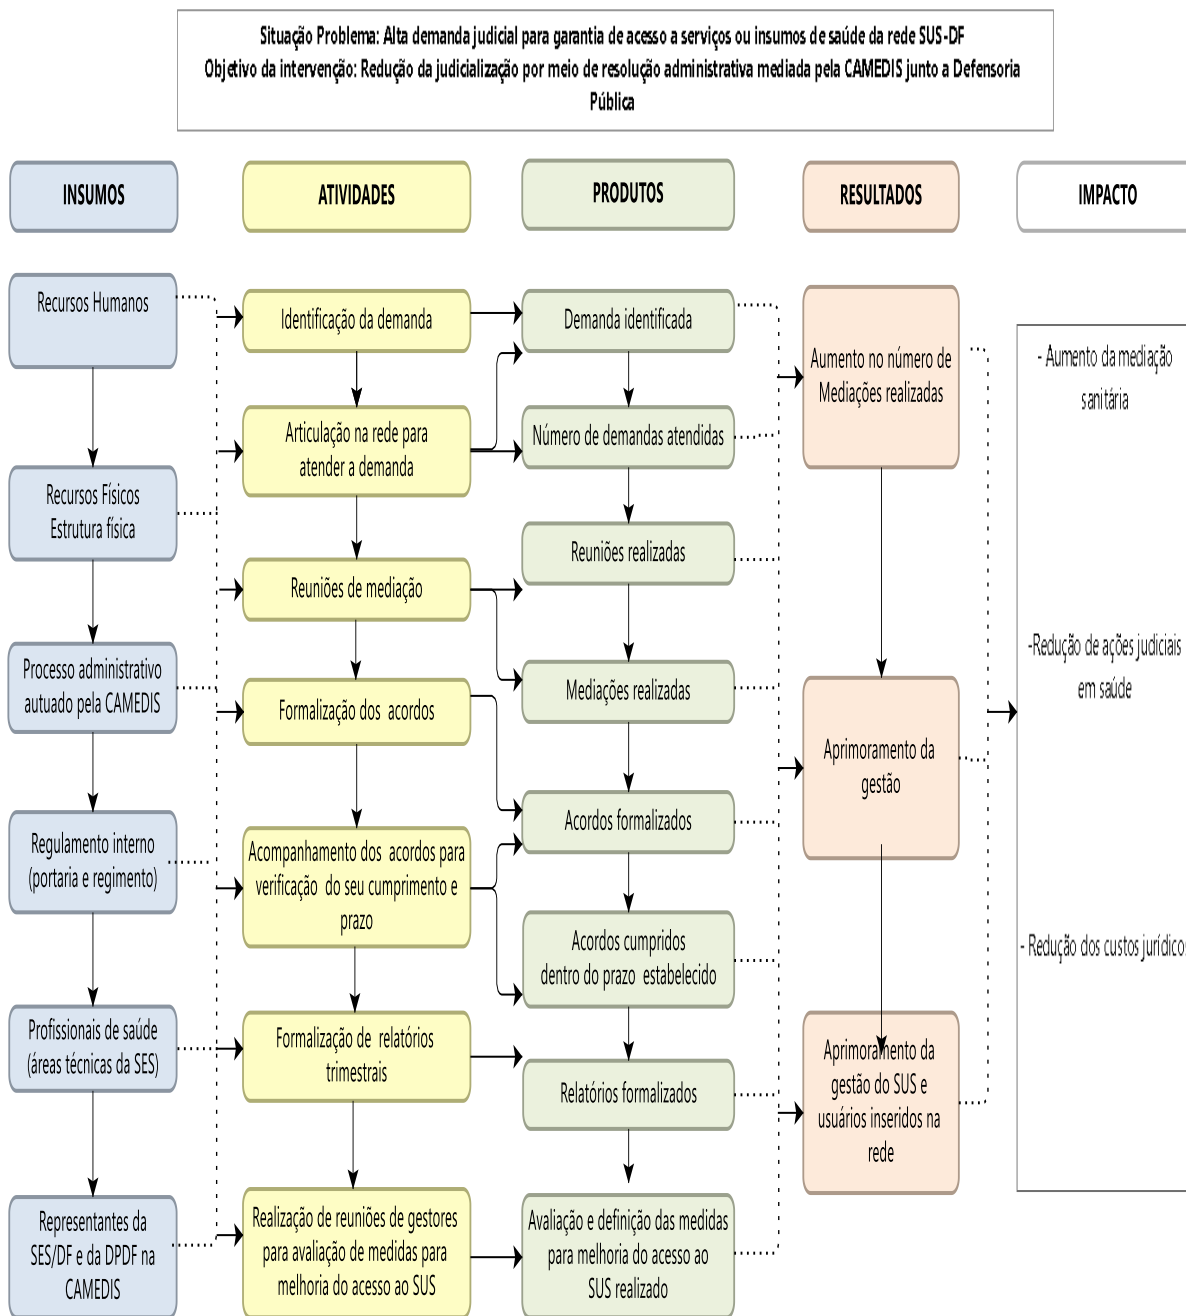 Situação Problema: Alta demanda judicial para garantia de acesso a serviços ou insumos de saúde da rede SUS-DF
Objetivo da intervenção: Redução da judicialização por meio de resolução administrativa mediada pela CAMEDIS junto a Defensoria
Pública
INSUMOS
ATIVIDADES
PRODUTOS
RESULTADOS
IMPACTO
Recursos Humanos
Recursos Físicos
Estrutura física
Processo administrativo
autuado pela CAMEDIS
Regulamento interno
(portaria e regimento)
Profissionais de saúde
(áreas técnicas da SES)
Representantes da
SES/DF e da DPDF na
CAMEDIS
Identificação da demanda
Articulação na rede para
atender a demanda
Reuniões de mediação
Formalização dos acordos
Acompanhamento dos acordos para
verificação do seu cumprimento e
prazo
Formalização de relatórios
trimestrais
Realização de reuniões de gestores
para avaliação de medidas para
melhoria do acesso ao SUS
Demanda identificada
Número de demandas atendidas
Reuniões realizadas
Mediações realizadas
Acordos formalizados
Acordos cumpridos
dentro do prazo estabelecido
Relatórios formalizados
Avaliação e definição das medidas
para melhoria do acesso ao
SUS realizado
Aumento no número de
Mediações realizadas
Aprimoramento da
gestão
Aprimoramento da
gestão do SUS e
usuários inseridos na
rede
- Aumento da mediação
sanitária
-Redução de ações judiciais
em saúde
- Redução dos custos jurídicos